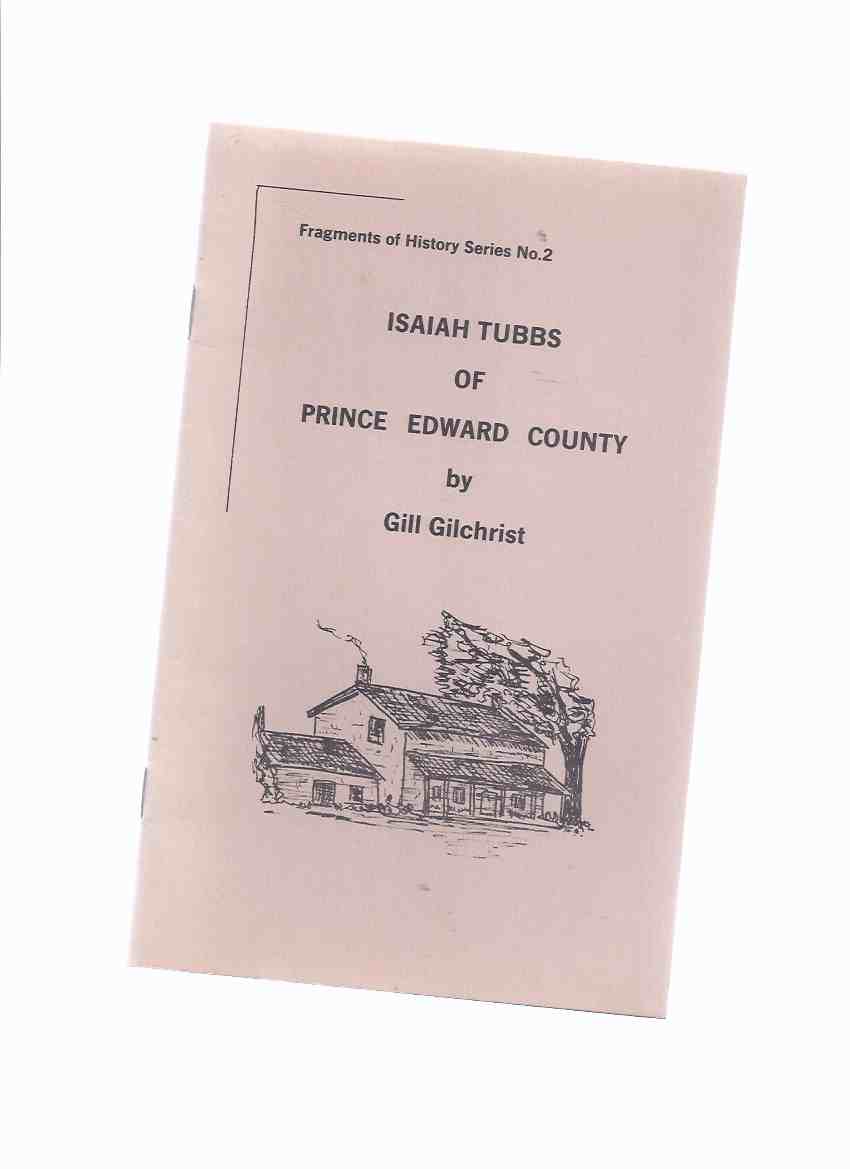 Fragments of History Series No.2
ISAIAH TUBBS
OF
PRINCE EDWARD COUNTY
by
Gill Gilchrist